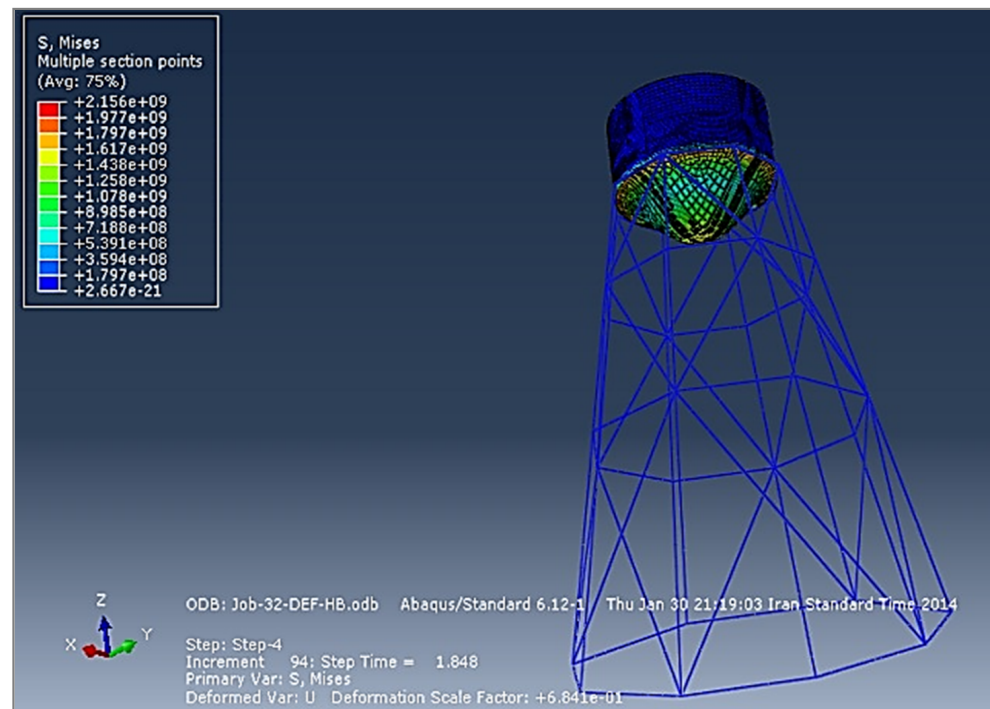 S, Mises
Multiple section points
(Avg: 75%)
+2.156e+09
+1.977e+09
+1.797e+09
+1.617e+09
+1.438e+09
+1.258e+09
+1.078e+09
+8.985e+08
+7.188e+08
+5.391e+08
+3.594e+08
+1.797e+08
+2.667e-21
Z
X
Y
ODB: Job-32-DEF-HB.odb Abaqus/Standard 6.12-1 Thu Jan 30 21:19:03 Iran Standard Time 2014
Step: Step-4
Increment 94: Step Time = 1.848
Primary Var: S, Mises
Deformed Var: U Deformation Scale Factor: +6.841e-01